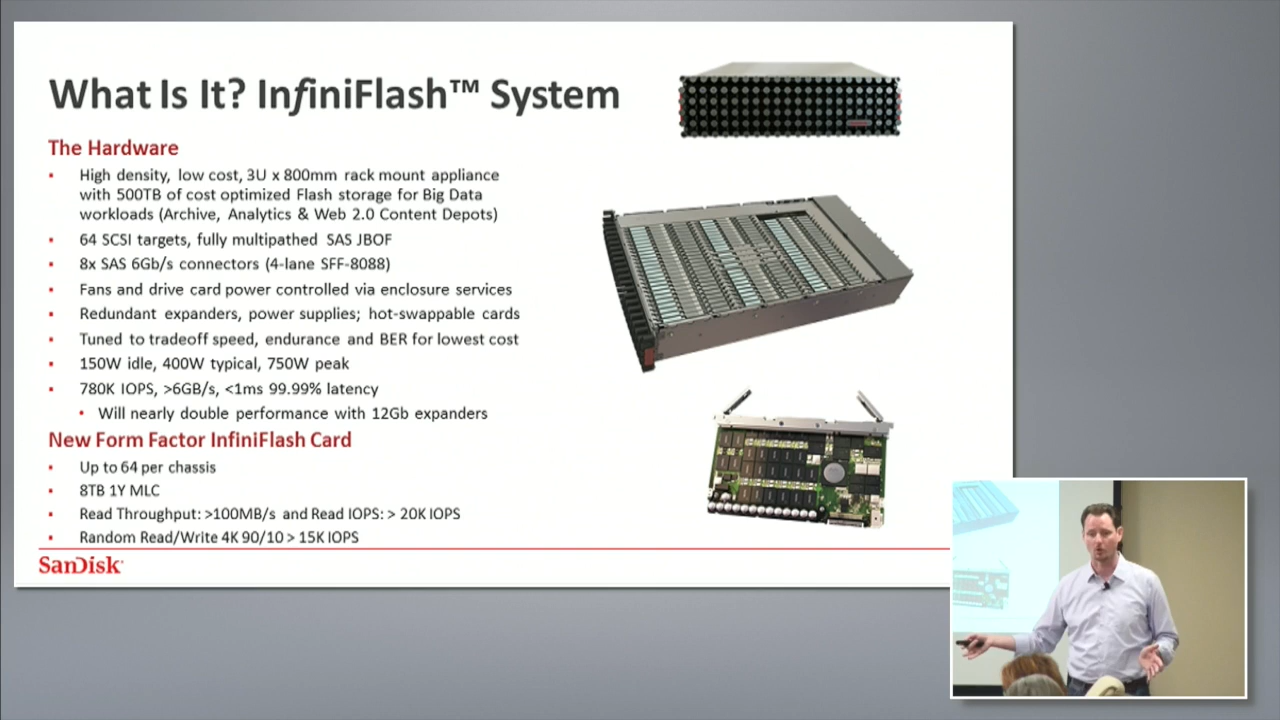 What Is It? InfiniFlash™ System
The Hardware
▪ High density, low cost, 3U x 800mm rack mount appliance
with 500TB of cost optimized Flash storage for Big Data
workloads (Archive, Analytics & Web 2.0 Content Depots)
▪ 64 SCSI targets, fully multipathed SAS JBOF
▪ 8x SAS 6Gb/s connectors (4-lane SFF-8088)
▪ Fans and drive card power controlled via enclosure services
▪ Redundant expanders, power supplies; hot-swappable cards
▪ Tuned to tradeoff speed, endurance and BER for lowest cost
▪ 150W idle, 400W typical, 750W peak
▪ 780K IOPS, >6GB/s, <1ms 99.99% latency
• Will nearly double performance with 12Gb expanders
New Form Factor InfiniFlash Card
▪ Up to 64 per chassis
▪ 8TB 1Y MLC
▪ Read Throughput: >100MB/s and Read IOPS: > 20K IOPS
▪ Random Read/Write 4K 90/10 > 15K IOPS
SanDisk